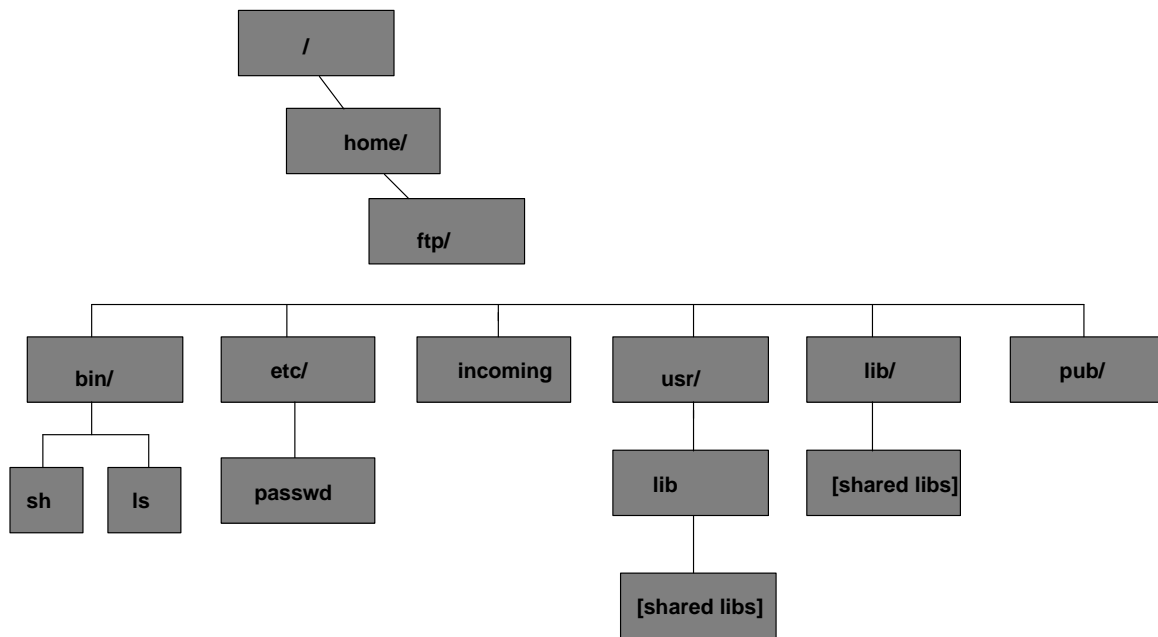 /
home/
ftp/
bin/
etc/
incoming
usr/
lib/
pub/
sh
ls
passwd
lib
[shared libs]
[shared libs]